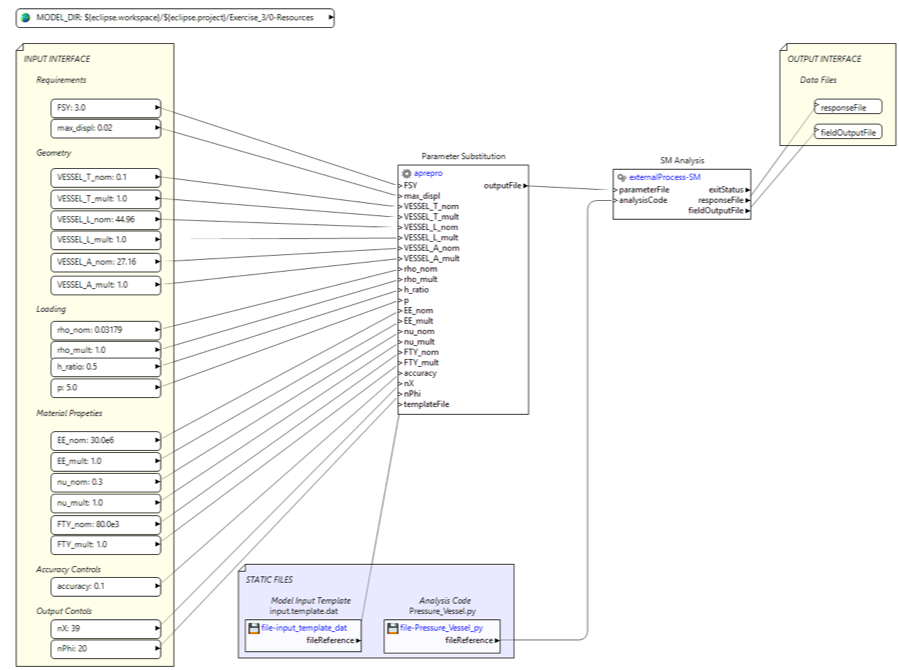 MODEL_DIR: ${eclipse.workspace}/${eclipse.project}/Exercise_3/0-Resources
INPUT INTERFACE
Requirements
FSY: 3.0
max_displ: 0.02
Geometry
VESSEL_T_nom: 0.1
VESSEL_T_mult: 1.0
VESSEL_L_nom: 44.96
VESSEL_L_mult: 1.0
VESSEL_A_nom: 27.16
VESSEL_A_mult: 1.0
Loading
rho_nom: 0.03179
rho_mult: 1.0
h_ratio: 0.5
p: 5.0
Material Propeties
EE_nom: 30.0e6
EE_mult: 1.0
nu_nom: 0.3
nu_mult: 1.0
FTY_nom: 80.0e3
FTY_mult: 1.0
Accuracy Controls
accuracy: 0.1
Output Contols
nX: 39
nPhi: 20
Parameter Substitution
aprepro
FSY
outputFile
max_displ
VESSEL_T_nom
VESSEL_T_mult
VESSEL_L_nom
VESSEL_L_mult
VESSEL_A_nom
VESSEL_A_mult
rho_nom
rho_mult
h_ratio
p
EE_nom
EE_mult
nu_nom
nu_mult
FTY_nom
FTY_mult
accuracy
nX
nPhi
templateFile
STATIC FILES
Model Input Template
input.template.dat
file-input_template_dat
fileReference
Analysis Code
Pressure_Vessel.py
file-Pressure_Vessel_py
fileReference
SM Analysis
externalProcess-SM
parameterFile
exitStatus
analysisCode
responseFile
fieldOutputFile
OUTPUT INTERFACE
Data Files
responseFile
fieldOutputFile